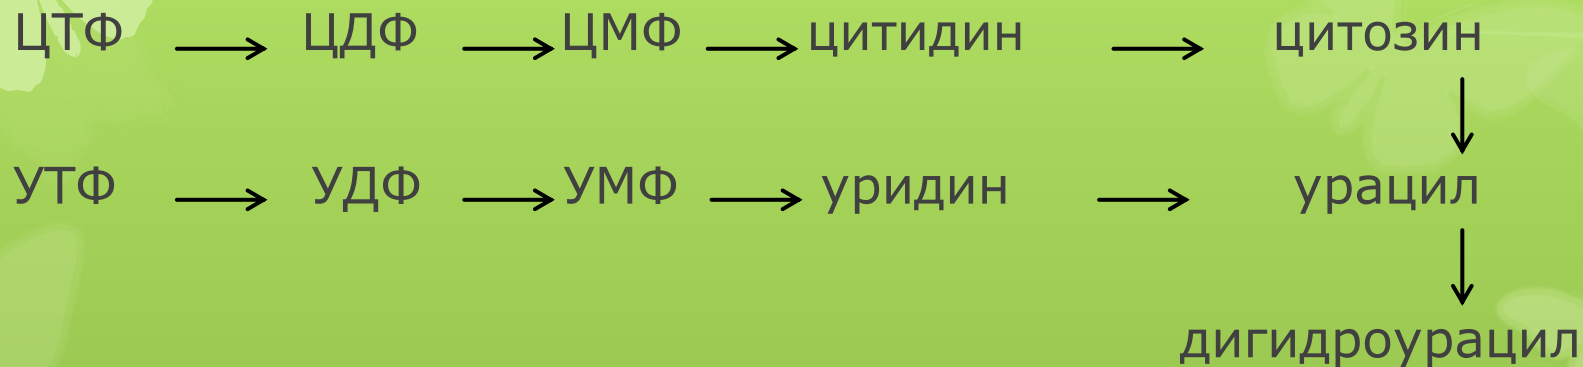 ЦТФ ЦДФ ЦМФ цитидин цитозин
УТФ УДФ УМФ уридин урацил
дигидроурацил